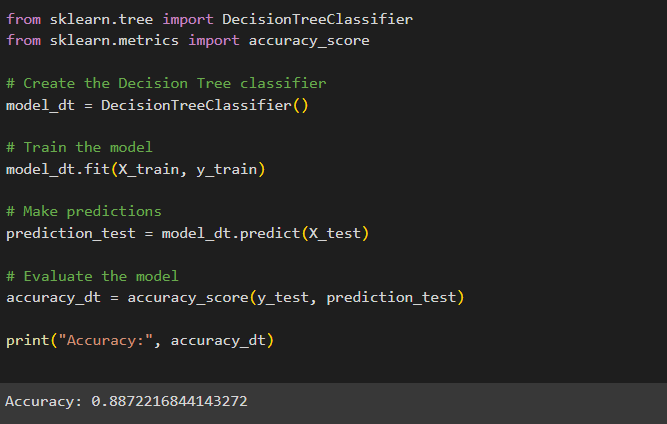 from sklearn.tree import DecisionTreeClassifier
from sklearn.metrics import accuracy_score
# Create the Decision Tree classifier
model_dt = DecisionTreeClassifier()
# Train the model
model_dt.fit(X_train, y_train)
# Make predictions
prediction_test = model_dt.predict(X_test)
# Evaluate the model
accuracy_dt = accuracy_score(y_test, prediction_test)
print("Accuracy:", accuracy_dt)
Accuracy: 0.8872216844143272